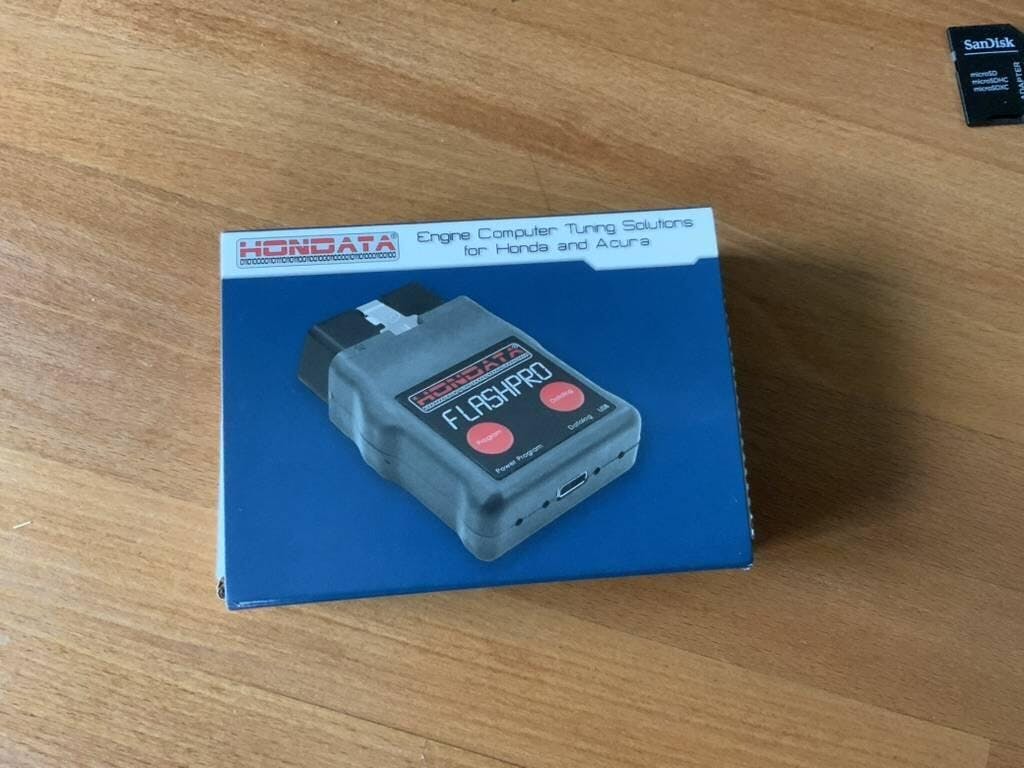 SanDisk
microSD
microSDHC
microSDXC
ADAPTER
HONDATA®
Engine Computer Tuning Solutions
for Honda and Acura
HONDATA®
FLASHPRO
Program
Datalog
Power Program
Datalog USB